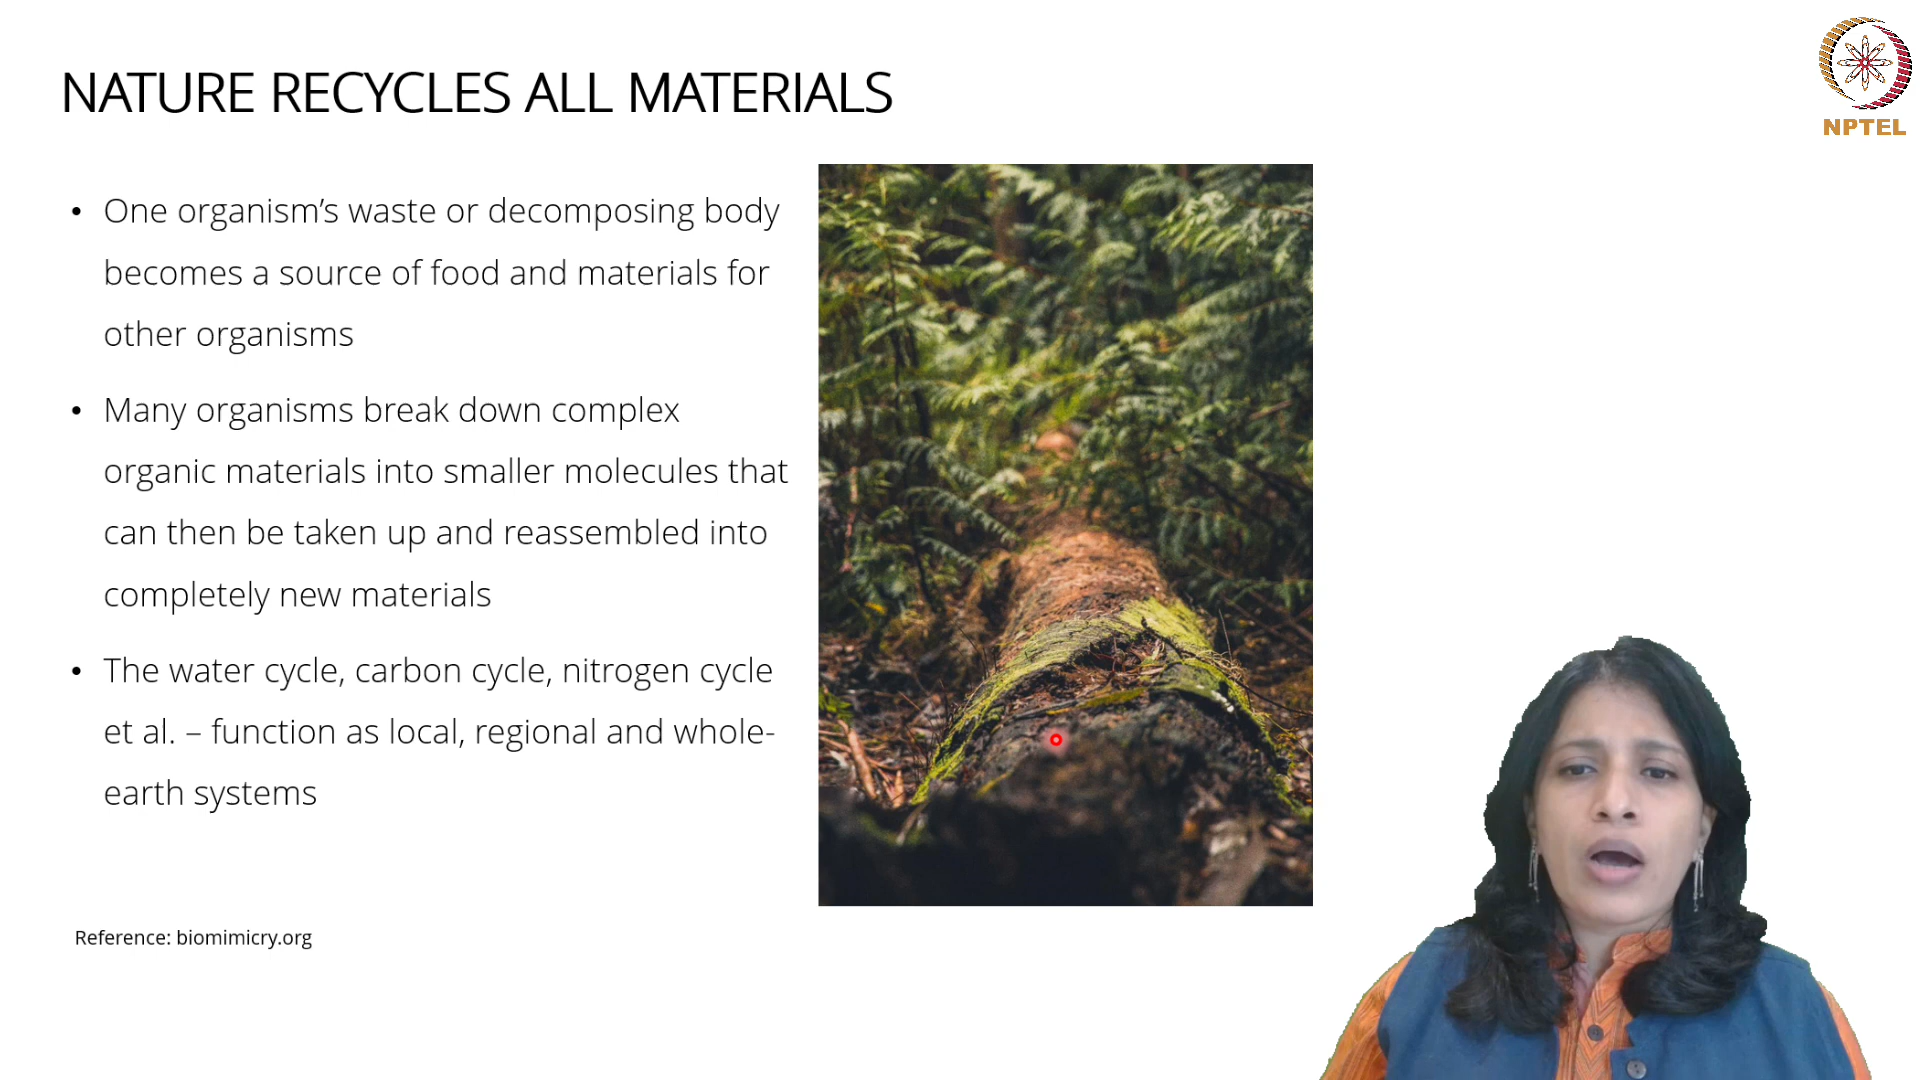 NATURE RECYCLES ALL MATERIALS
NPTEL
• One organism’s waste or decomposing body
becomes a source of food and materials for
other organisms
• Many organisms break down complex
organic materials into smaller molecules that
can then be taken up and reassembled into
completely new materials
• The water cycle, carbon cycle, nitrogen cycle
et al. – function as local, regional and whole-
earth systems
Reference: biomimicry.org